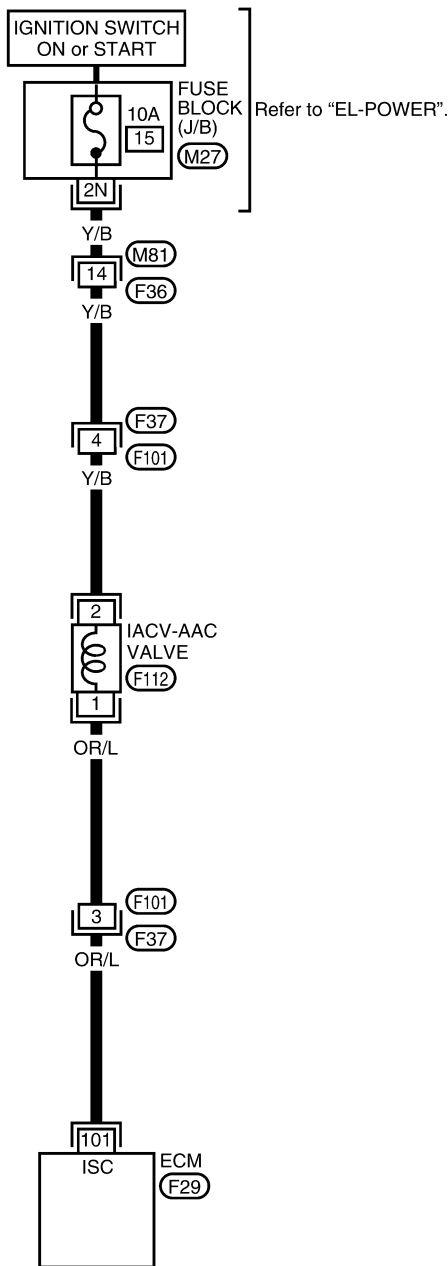 IGNITION SWITCH
ON or START
FUSE
BLOCK
(J/B)
10A
15
M27
Refer to “EL-POWER”.
2N
Y/B
M81
14
F36
Y/B
F37
4
F101
Y/B
2
IACV-AAC
VALVE
F112
1
OR/L
F101
3
F37
OR/L
101
ISC
ECM
F29